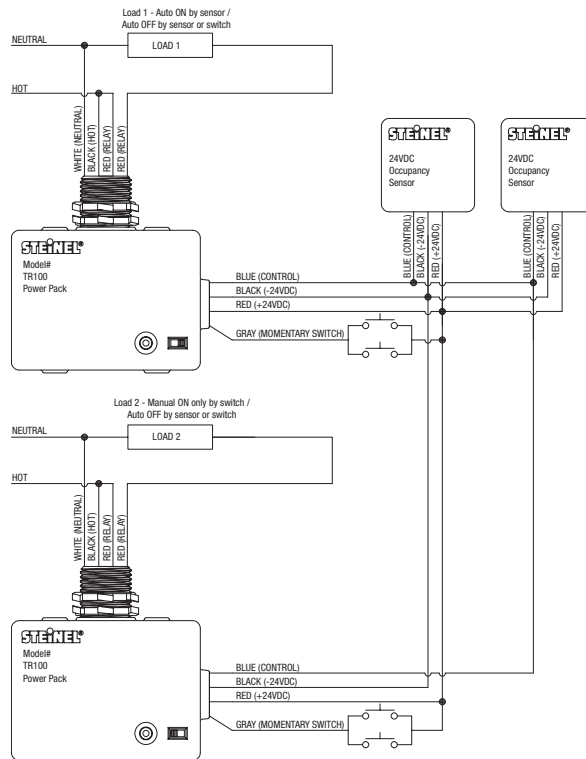 Load 1 - Auto ON by sensor /
Auto OFF by sensor or switch
NEUTRAL
LOAD 1
HOT
WHITE (NEUTRAL)
BLACK (HOT)
RED (RELAY)
RED (RELAY)
STEINEL®
24VDC
Occupancy
Sensor
STEINEL®
24VDC
Occupancy
Sensor
BLUE (CONTROL)
BLACK (-24VDC)
RED (+24VDC)
BLUE (CONTROL)
BLACK (-24VDC)
RED (+24VDC)
STEINEL®
Model#
TR100
Power Pack
BLUE (CONTROL)
BLACK (-24VDC)
RED (+24VDC)
GRAY (MOMENTARY SWITCH)
Load 2 - Manual ON only by switch /
Auto OFF by sensor or switch
NEUTRAL
LOAD 2
HOT
WHITE (NEUTRAL)
BLACK (HOT)
RED (RELAY)
RED (RELAY)
STEINEL®
Model#
TR100
Power Pack
BLUE (CONTROL)
BLACK (-24VDC)
RED (+24VDC)
GRAY (MOMENTARY SWITCH)